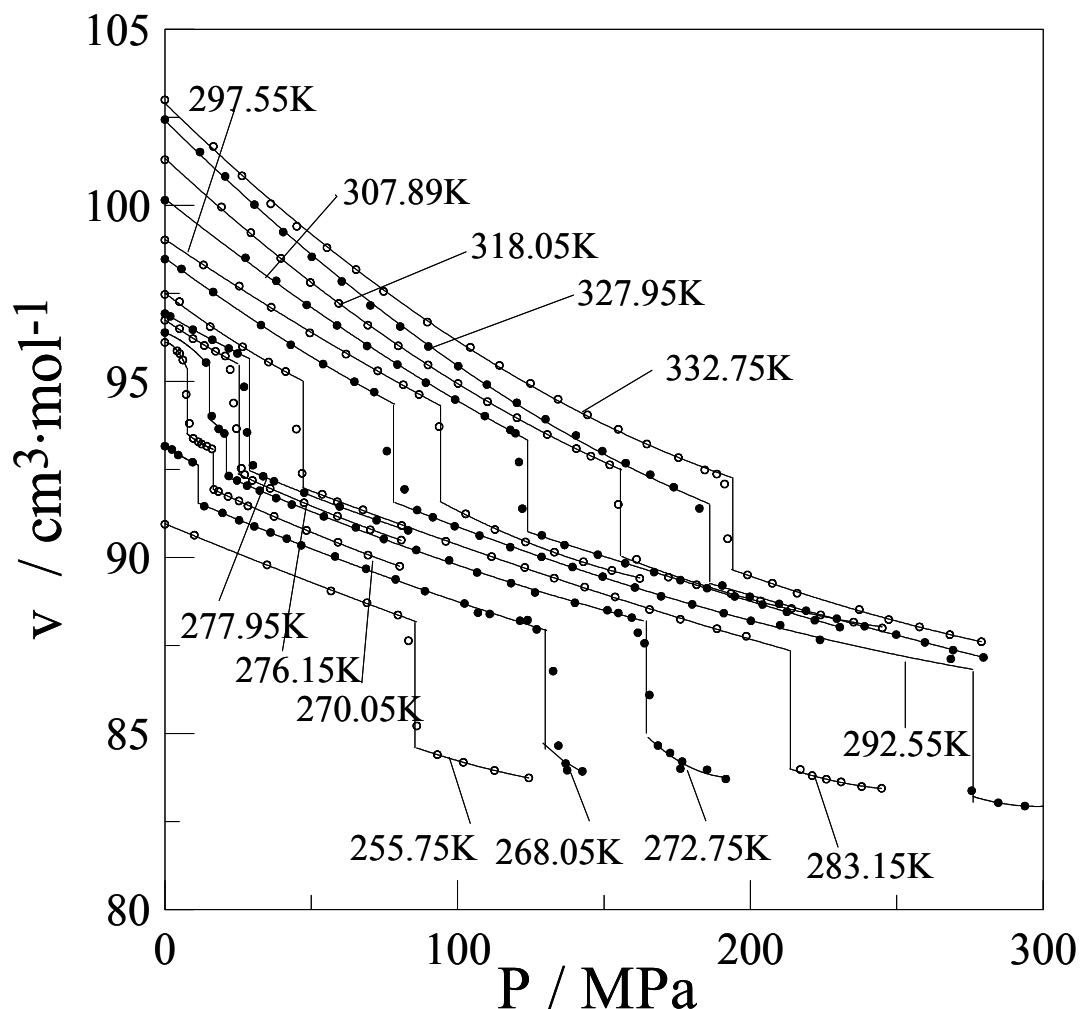 105
297.55K
307.89K
100
318.05K
327.95K
332.75K
95
v / cm³·mol-1
90
277.95K
276.15K
270.05K
85
292.55K
255.75K
268.05K
272.75K
283.15K
80
0
100
200
300
P / MPa